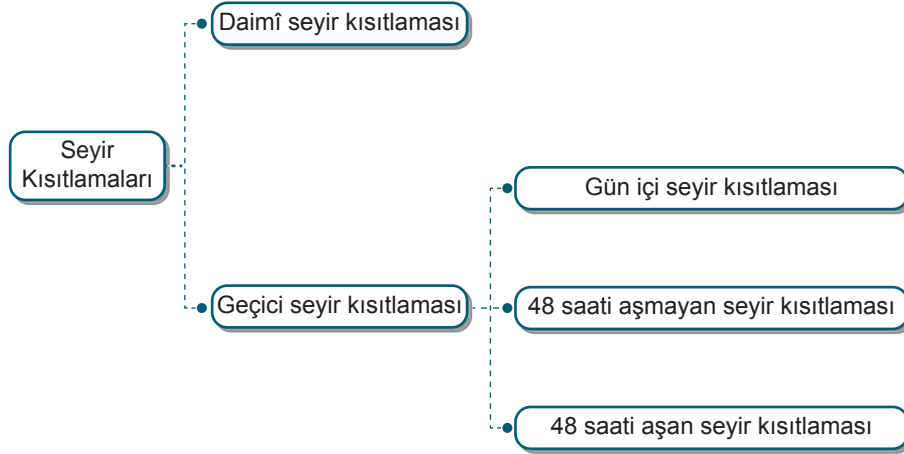 Daimî seyir kısıtlaması
Seyir
Kısıtlamaları
Gün içi seyir kısıtlaması
Geçici seyir kısıtlaması
48 saati aşmayan seyir kısıtlaması
48 saati aşan seyir kısıtlaması